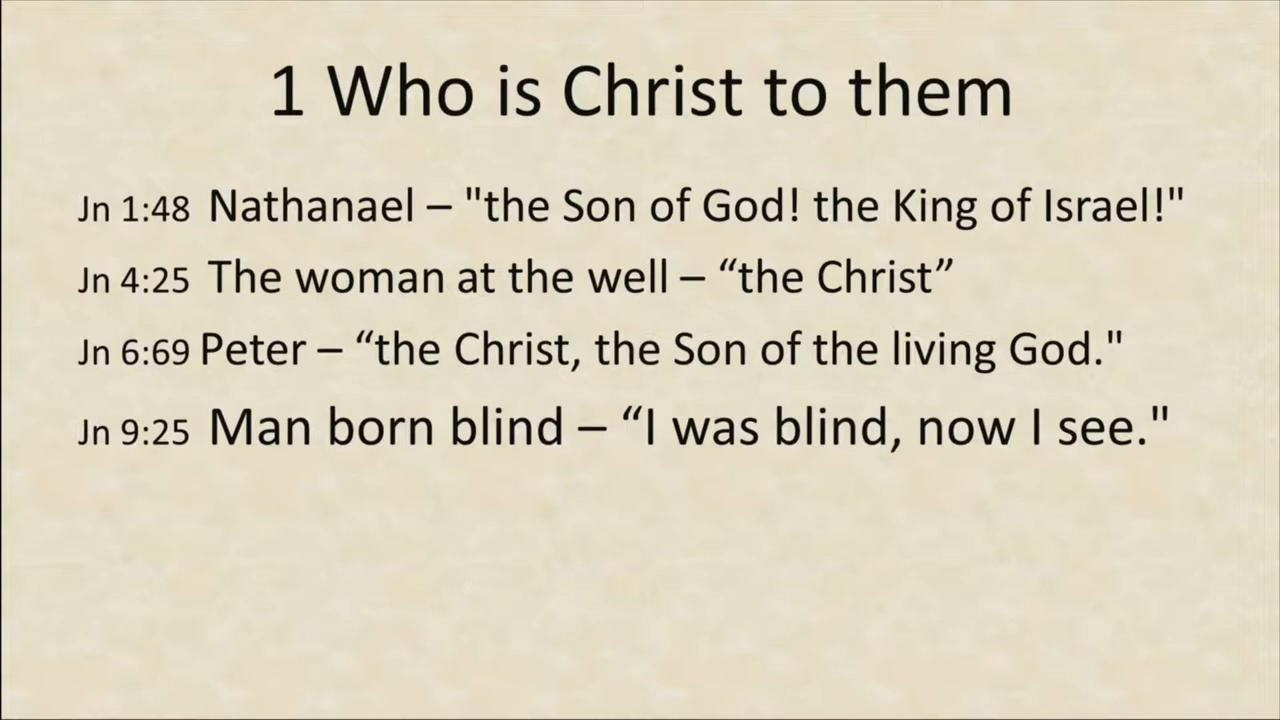 1 Who is Christ to them
Jn 1:48 Nathanael – "the Son of God! the King of Israel!"
Jn 4:25 The woman at the well – “the Christ”
Jn 6:69 Peter – “the Christ, the Son of the living God."
Jn 9:25 Man born blind – “I was blind, now I see."